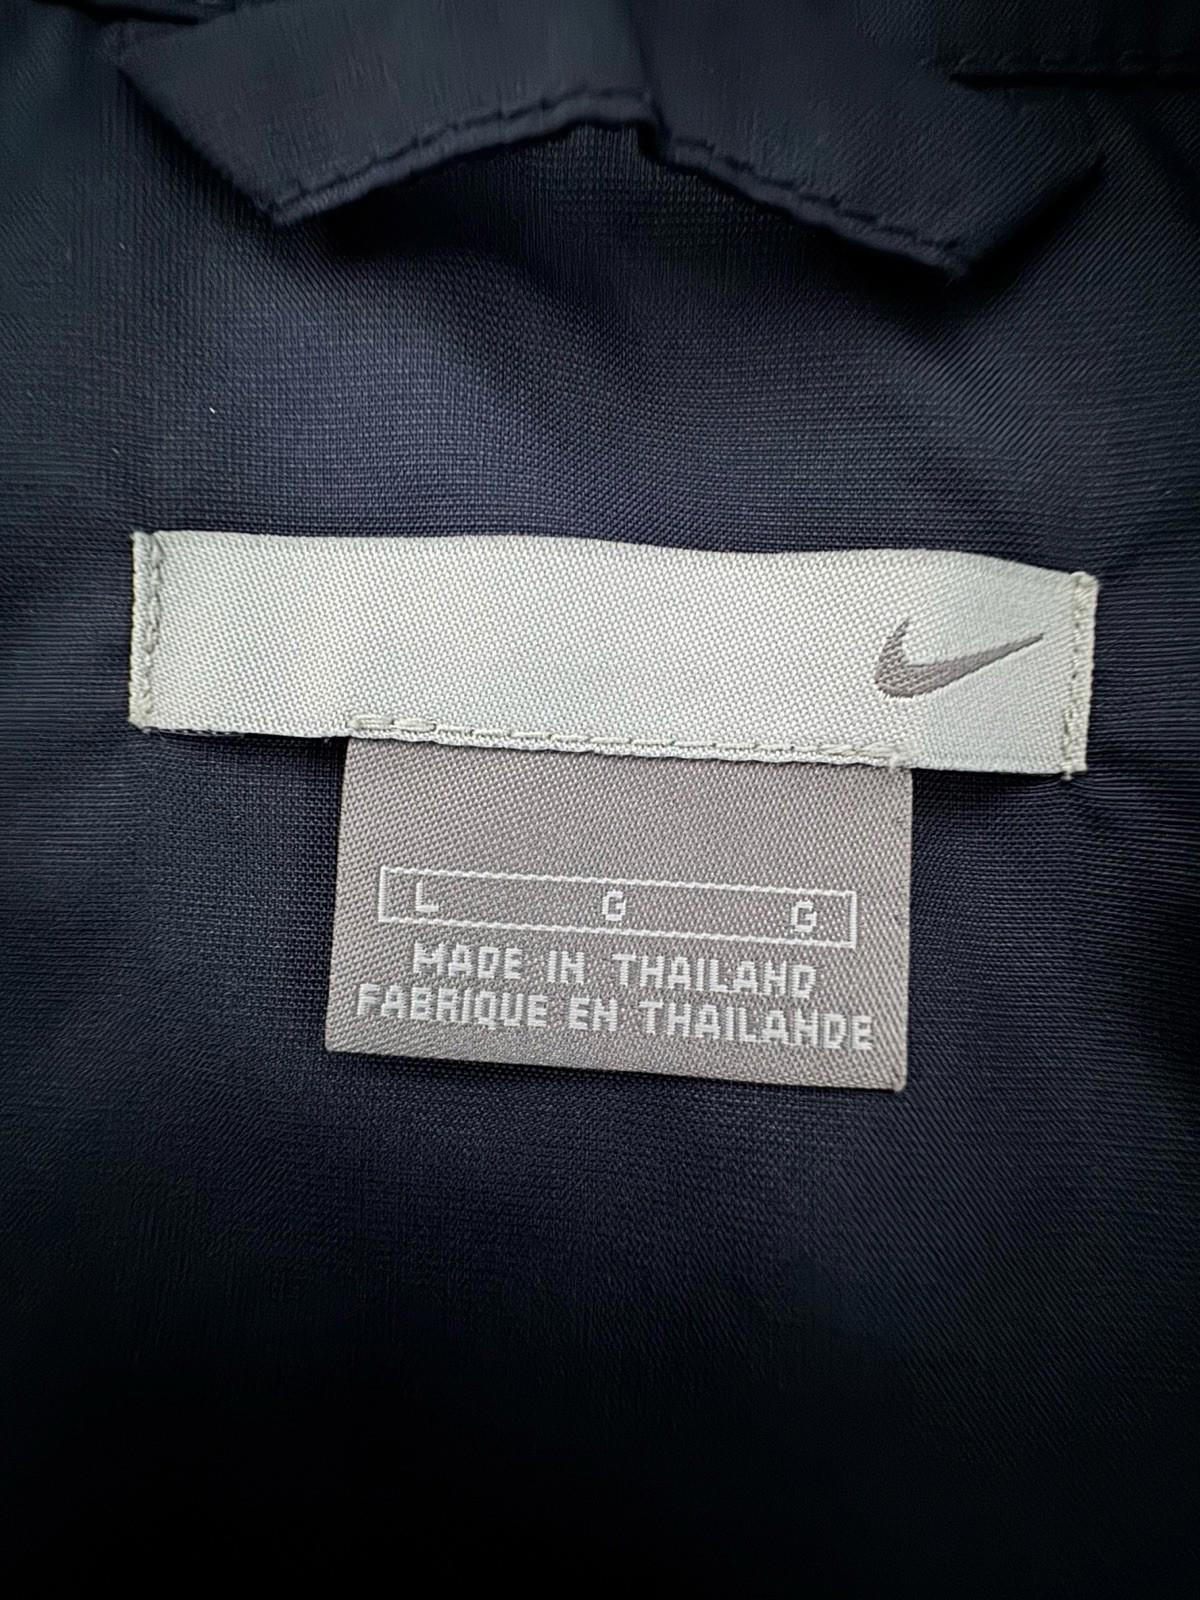 L G G
MADE IN THAILAND
FABRIQUE EN THAILANDE